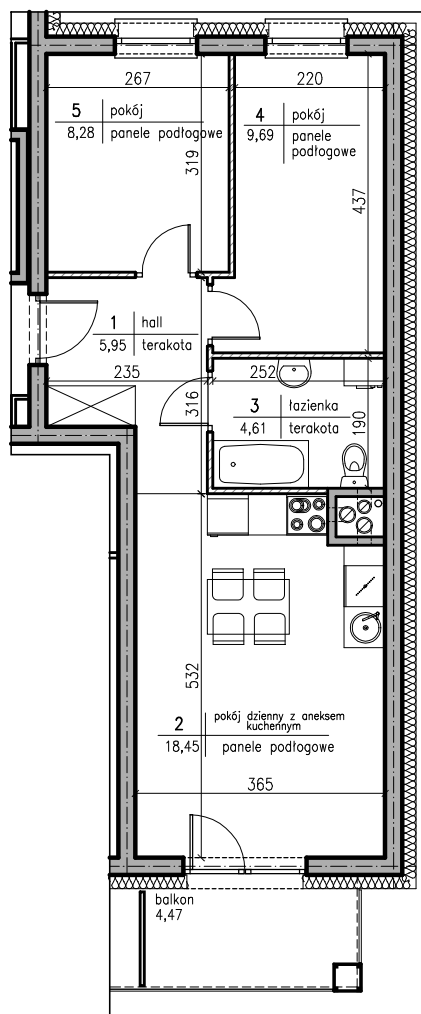 267
220
5 pokój
8,28 panele podłogowe
4 pokój
9,69 panele
podłogowe
319
437
1 hall
5,95 terakota
235
252
316
3 łazienka
4,61 terakota
190
532
2 pokój dzienny z aneksem
kuchennym
18,45 panele podłogowe
365
balkon
4,47